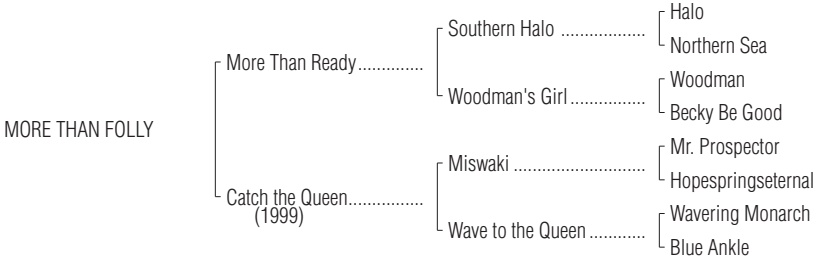 Halo
Southern Halo ...................
Northern Sea
More Than Ready..............
Woodman
Woodman's Girl ................
Becky Be Good
MORE THAN FOLLY
Mr. Prospector
Miswaki ...........................
Hopespringseternal
Catch the Queen................
(1999)
Wavering Monarch
Wave to the Queen ............
Blue Ankle